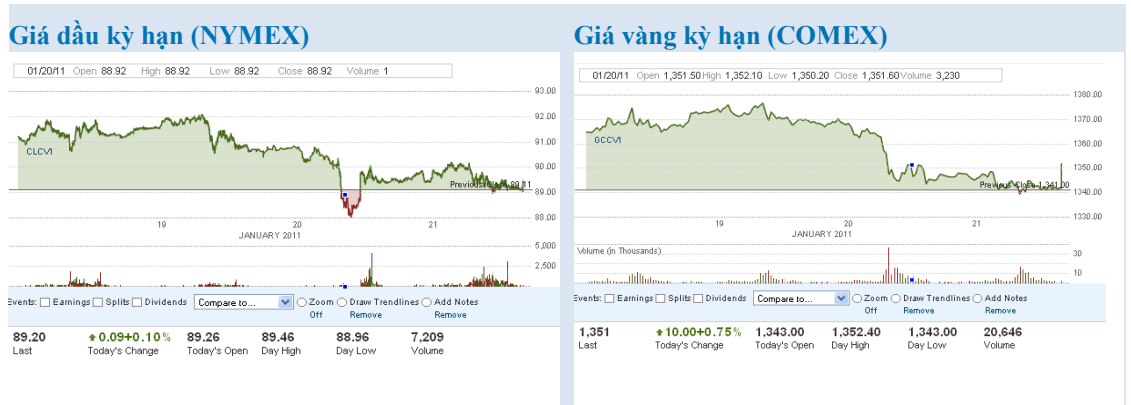 Giá dầu kỳ hạn (NYMEX)
01/20/11 Open 88.92 High 88.92 Low 88.92 Close 88.92 Volume 1
93.00
92.00
91.00
90.00
89.00
88.00
CLCV1
Previous Close 89.11
19 20 21
JANUARY 2011
5,000
2,500
Events: Earnings Splits Dividends Compare to... Zoom Draw Trendlines Add Notes
Off Remove Remove
89.20 +0.09+0.10% 89.26 89.46 88.96 7,209
Last Today's Change Today's Open Day High Day Low Volume
Giá vàng kỳ hạn (COMEX)
01/20/11 Open 1,351.50 High 1,352.10 Low 1,350.20 Close 1,351.60 Volume 3,230
1380.00
1370.00
1360.00
1350.00
1340.00
1330.00
GCCV1
Previous Close 1,341.00
19 20 21
JANUARY 2011
Volume (in Thousands)
30
10
Events: Earnings Splits Dividends Compare to... Zoom Draw Trendlines Add Notes
Off Remove Remove
1,351 +10.00+0.75% 1,343.00 1,352.40 1,343.00 20,646
Last Today's Change Today's Open Day High Day Low Volume